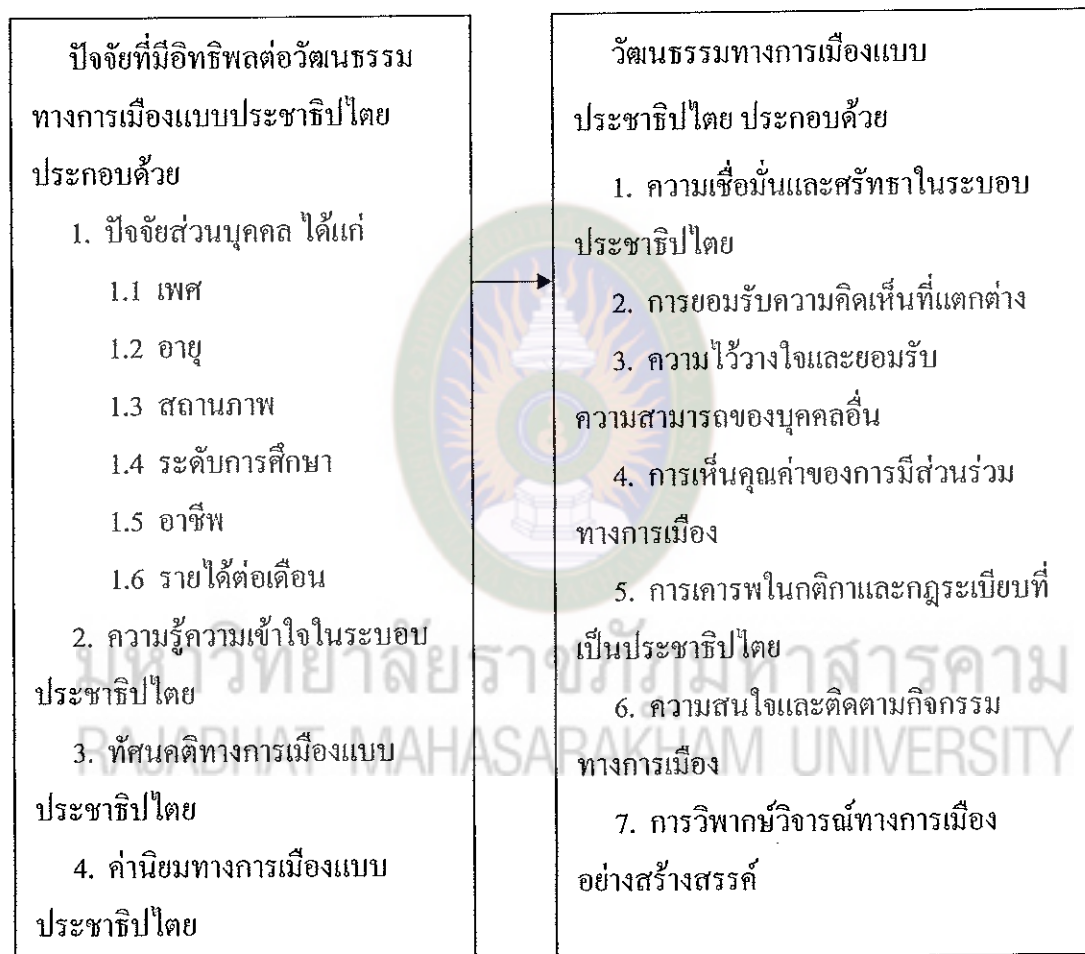 ปัจจัยที่มีอิทธิพลต่อวัฒนธรรม
ทางการเมืองแบบประชาธิปไตย
ประกอบด้วย
1. ปัจจัยส่วนบุคคล ได้แก่
1.1 เพศ
1.2 อายุ
1.3 สถานภาพ
1.4 ระดับการศึกษา
1.5 อาชีพ
1.6 รายได้ต่อเดือน
2. ความรู้ความเข้าใจในระบอบ
ประชาธิปไตย
3. ทัศนคติทางการเมืองแบบ
ประชาธิปไตย
4. ค่านิยมทางการเมืองแบบ
ประชาธิปไตย
วัฒนธรรมทางการเมืองแบบ
ประชาธิปไตย ประกอบด้วย
1. ความเชื่อมั่นและศรัทธาในระบอบ
ประชาธิปไตย
2. การยอมรับความคิดเห็นที่แตกต่าง
3. ความไว้วางใจและยอมรับ
ความสามารถของบุคคลอื่น
4. การเห็นคุณค่าของการมีส่วนร่วม
ทางการเมือง
5. การเคารพในกติกาและกฎระเบียบที่
เป็นประชาธิปไตย
6. ความสนใจและติดตามกิจกรรม
ทางการเมือง
7. การวิพากษ์วิจารณ์ทางการเมือง
อย่างสร้างสรรค์
มหาวิทยาลัยราชภัฏมหาสารคาม
RAJABHAT MAHASARAKHAM UNIVERSITY